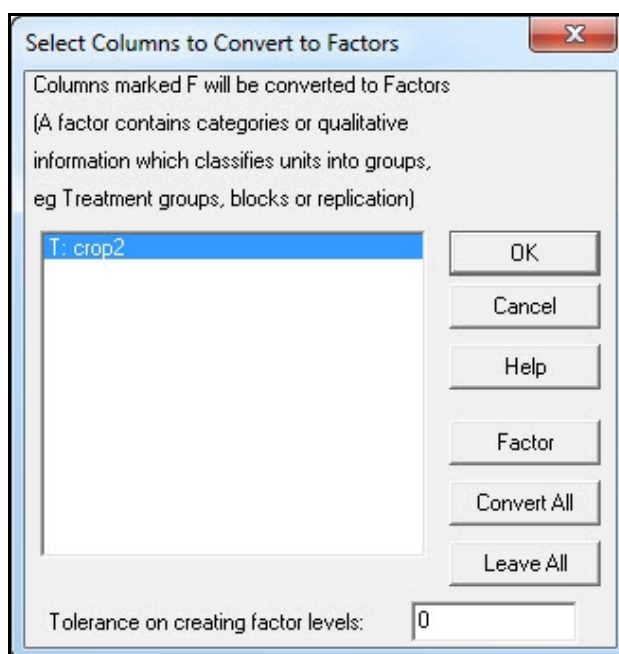 Select Columns to Convert to Factors
Columns marked F will be converted to Factors
(A factor contains categories or qualitative
information which classifies units into groups,
eg Treatment groups, blocks or replication)
T: crop2
OK
Cancel
Help
Factor
Convert All
Leave All
Tolerance on creating factor levels: 0